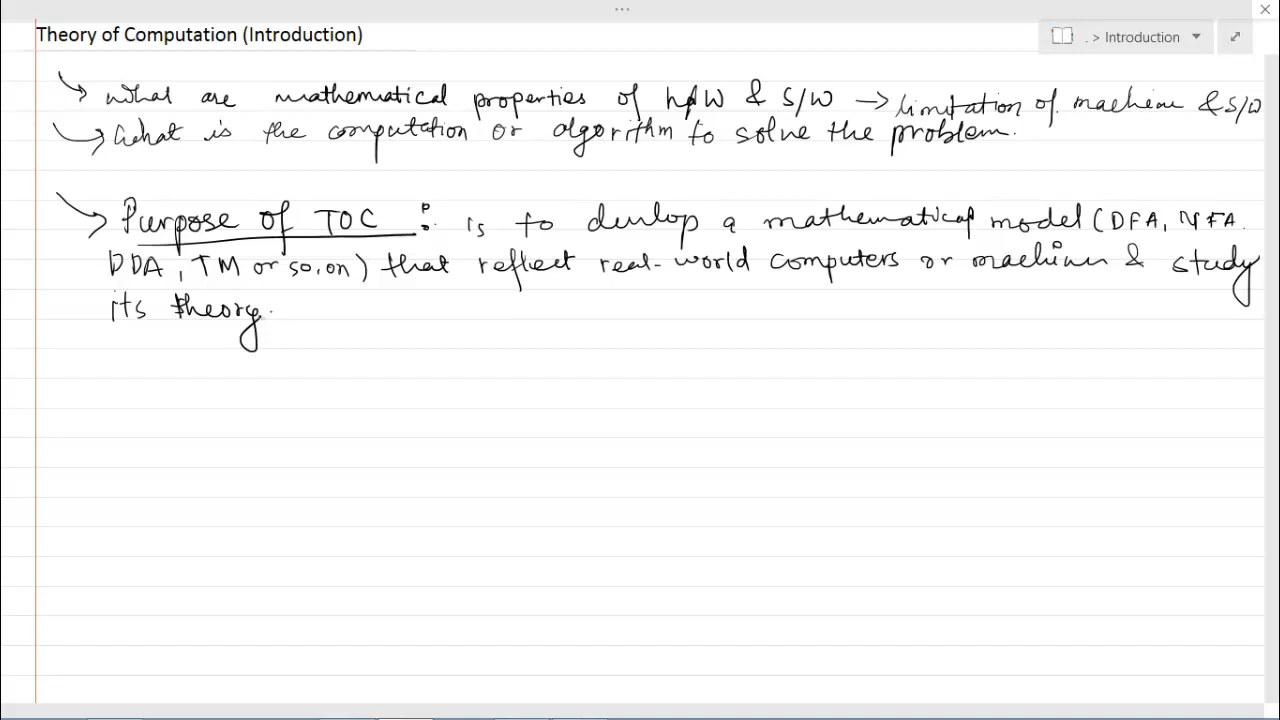 Theory of Computation (Introduction)
. > Introduction
What are mathematical properties of h/W & S/W → limitation of machine & S/W
What is the computation or algorithm to solve the problem.
Purpose of TOC : is to develop a mathematical model (DFA, NFA.
PDA, TM or so, on) that reflect real-world computers or machines & study
its theory.